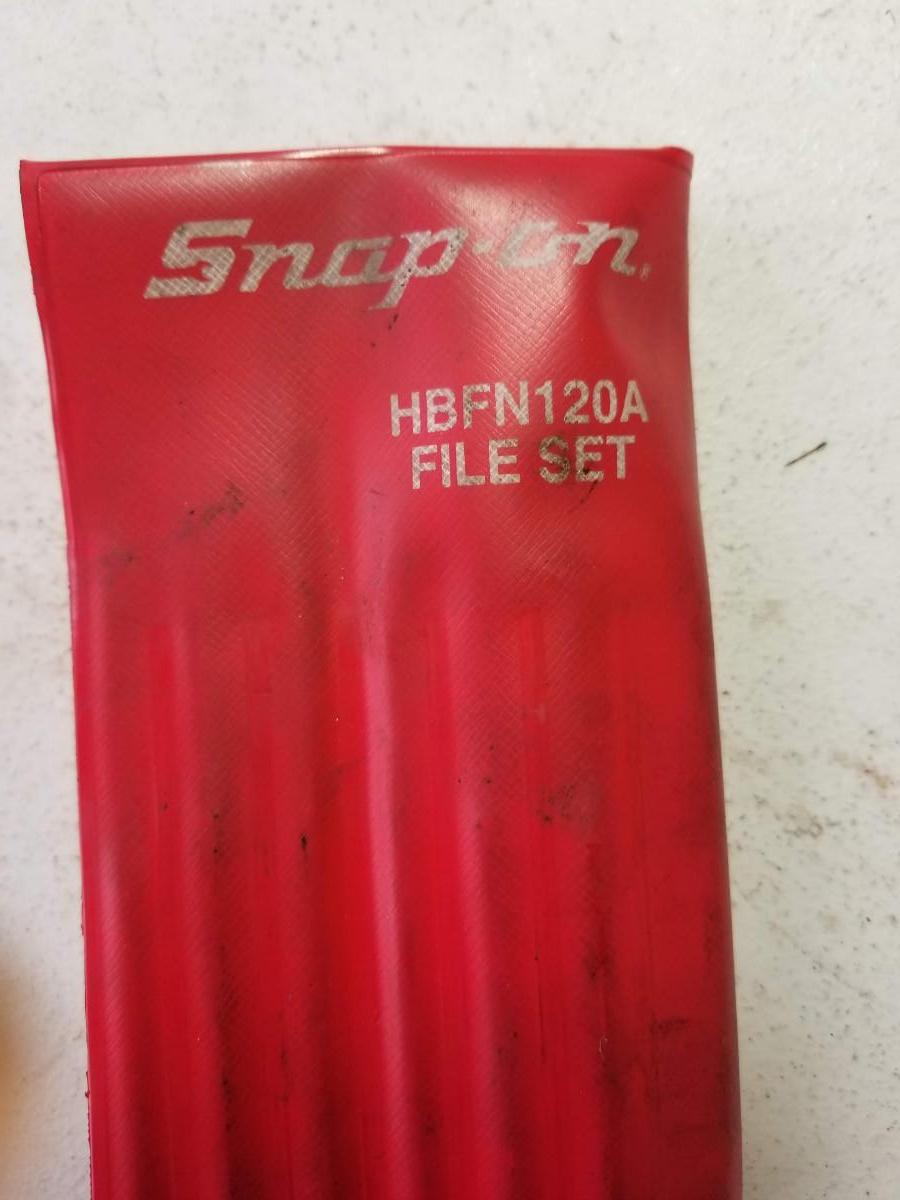 Snap-on®
HBFN120A
FILE SET